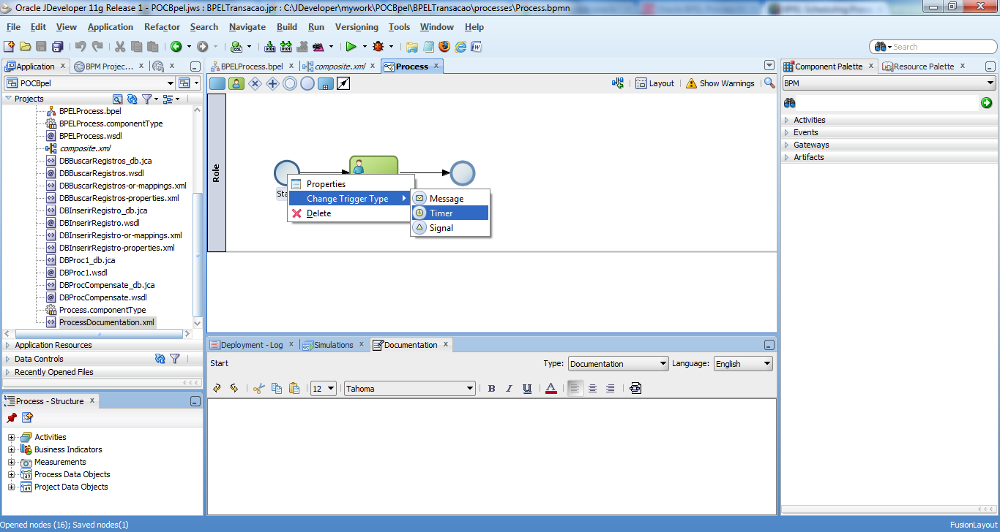 Oracle JDeveloper 11g Release 1 - POCBpel.jws : BPELTransacao.jpr : C:\JDeveloper\mywork\POCBpel\BPELTransacao\processes\Process.bpmn
File Edit View Application Refactor Search Navigate Build Run Versioning Tools Window Help
Search
Application BPM Projec...
POCBpel
Projects
BPELProcess.bpel
BPELProcess.componentType
BPELProcess.wsdl
composite.xml
DBBuscarRegistros_db.jca
DBBuscarRegistros.wsdl
DBBuscarRegistros-or-mappings.xml
DBBuscarRegistros-properties.xml
DBInserirRegistro_db.jca
DBInserirRegistro.wsdl
DBInserirRegistro-or-mappings.xml
DBInserirRegistro-properties.xml
DBProc1_db.jca
DBProc1.wsdl
DBProcCompensate_db.jca
DBProcCompensate.wsdl
Process.componentType
ProcessDocumentation.xml
Application Resources
Data Controls
Recently Opened Files
Process - Structure
Activities
Business Indicators
Measurements
Process Data Objects
Project Data Objects
BPELProcess.bpel composite.xml Process
Layout Show Warnings
Role
Sta
Properties
Change Trigger Type
Delete
Message
Timer
Signal
Deployment - Log Simulations Documentation
Start Type: Documentation Language: English
12 Tahoma B I U A
Component Palette Resource Palette
BPM
Activities
Events
Gateways
Artifacts
Opened nodes (16); Saved nodes(1) FusionLayout